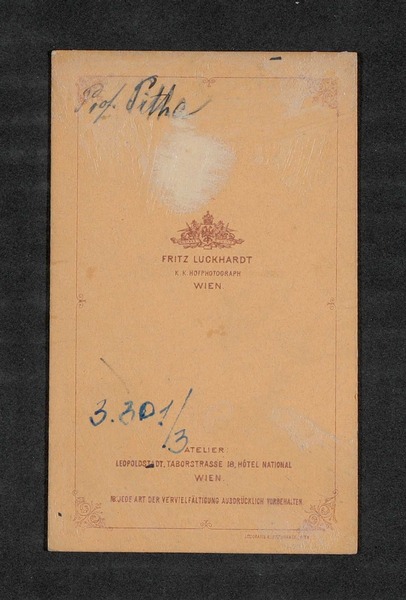 Prof. Pitha
FRITZ LUCKHARDT
K. K. HOFPHOTOGRAPH
WIEN.
3.301/3
ATELIER:
LEOPOLDSTADT, TABORSTRASSE 18, HÔTEL NATIONAL
WIEN.
JEDE ART DER VERVIELFÄLTIGUNG AUSDRÜCKLICH VORBEHALTEN.